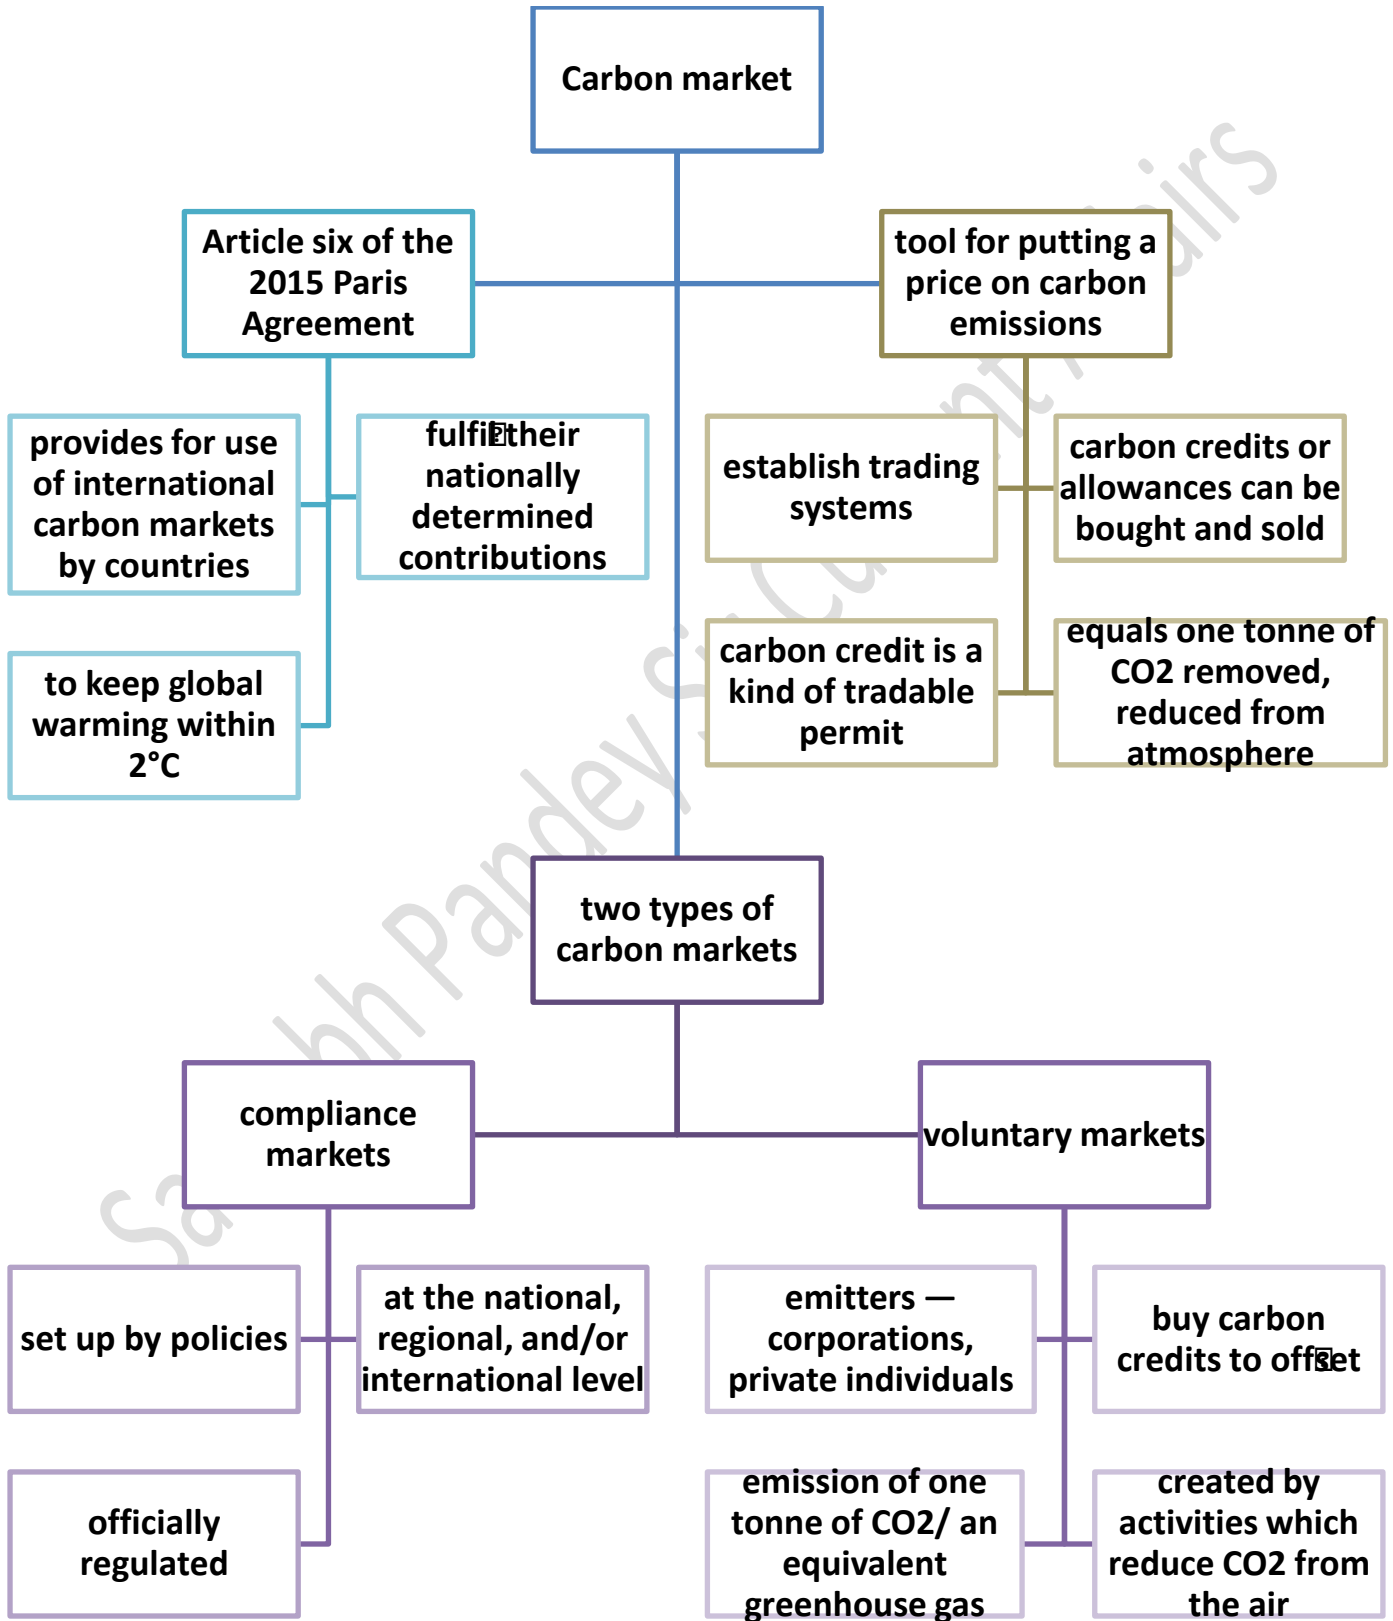 Carbon market
Article six of the
2015 Paris
Agreement
tool for putting a
price on carbon
emissions
provides for use
of international
carbon markets
by countries
fulfil their
nationally
determined
contributions
establish trading
systems
carbon credits or
allowances can be
bought and sold
to keep global
warming within
2°C
carbon credit is a
kind of tradable
permit
equals one tonne of
CO2 removed,
reduced from
atmosphere
two types of
carbon markets
compliance
markets
voluntary markets
set up by policies
at the national,
regional, and/or
international level
emitters —
corporations,
private individuals
buy carbon
credits to offset
officially
regulated
emission of one
tonne of CO2/ an
equivalent
greenhouse gas
created by
activities which
reduce CO2 from
the air
Pandey